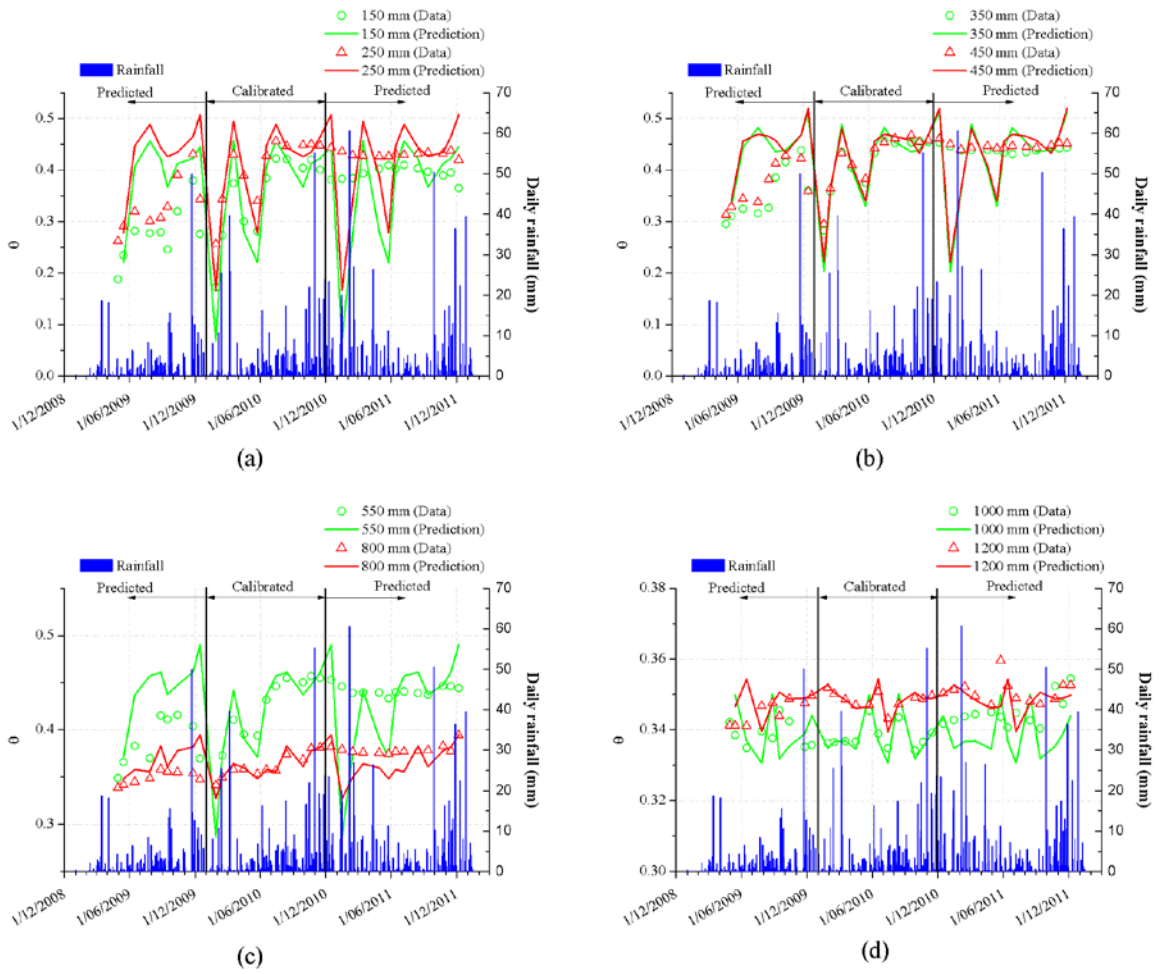 150 mm (Data)
150 mm (Prediction)
250 mm (Data)
250 mm (Prediction)
Rainfall
Predicted
Calibrated
Predicted
0.5
0.4
0.3
0.2
0.1
0.0
θ
70
60
50
40
30
20
10
0
Daily rainfall (mm)
1/12/2008
1/06/2009
1/12/2009
1/06/2010
1/12/2010
1/06/2011
1/12/2011
(a)
350 mm (Data)
350 mm (Prediction)
450 mm (Data)
450 mm (Prediction)
Rainfall
Predicted
Calibrated
Predicted
0.5
0.4
0.3
0.2
0.1
0.0
θ
70
60
50
40
30
20
10
0
Daily rainfall (mm)
1/12/2008
1/06/2009
1/12/2009
1/06/2010
1/12/2010
1/06/2011
1/12/2011
(b)
550 mm (Data)
550 mm (Prediction)
800 mm (Data)
800 mm (Prediction)
Rainfall
Predicted
Calibrated
Predicted
0.5
0.4
0.3
θ
70
60
50
40
30
20
10
0
Daily rainfall (mm)
1/12/2008
1/06/2009
1/12/2009
1/06/2010
1/12/2010
1/06/2011
1/12/2011
(c)
1000 mm (Data)
1000 mm (Prediction)
1200 mm (Data)
1200 mm (Prediction)
Rainfall
Predicted
Calibrated
Predicted
0.38
0.36
0.34
0.32
0.30
θ
70
60
50
40
30
20
10
0
Daily rainfall (mm)
1/12/2008
1/06/2009
1/12/2009
1/06/2010
1/12/2010
1/06/2011
1/12/2011
(d)